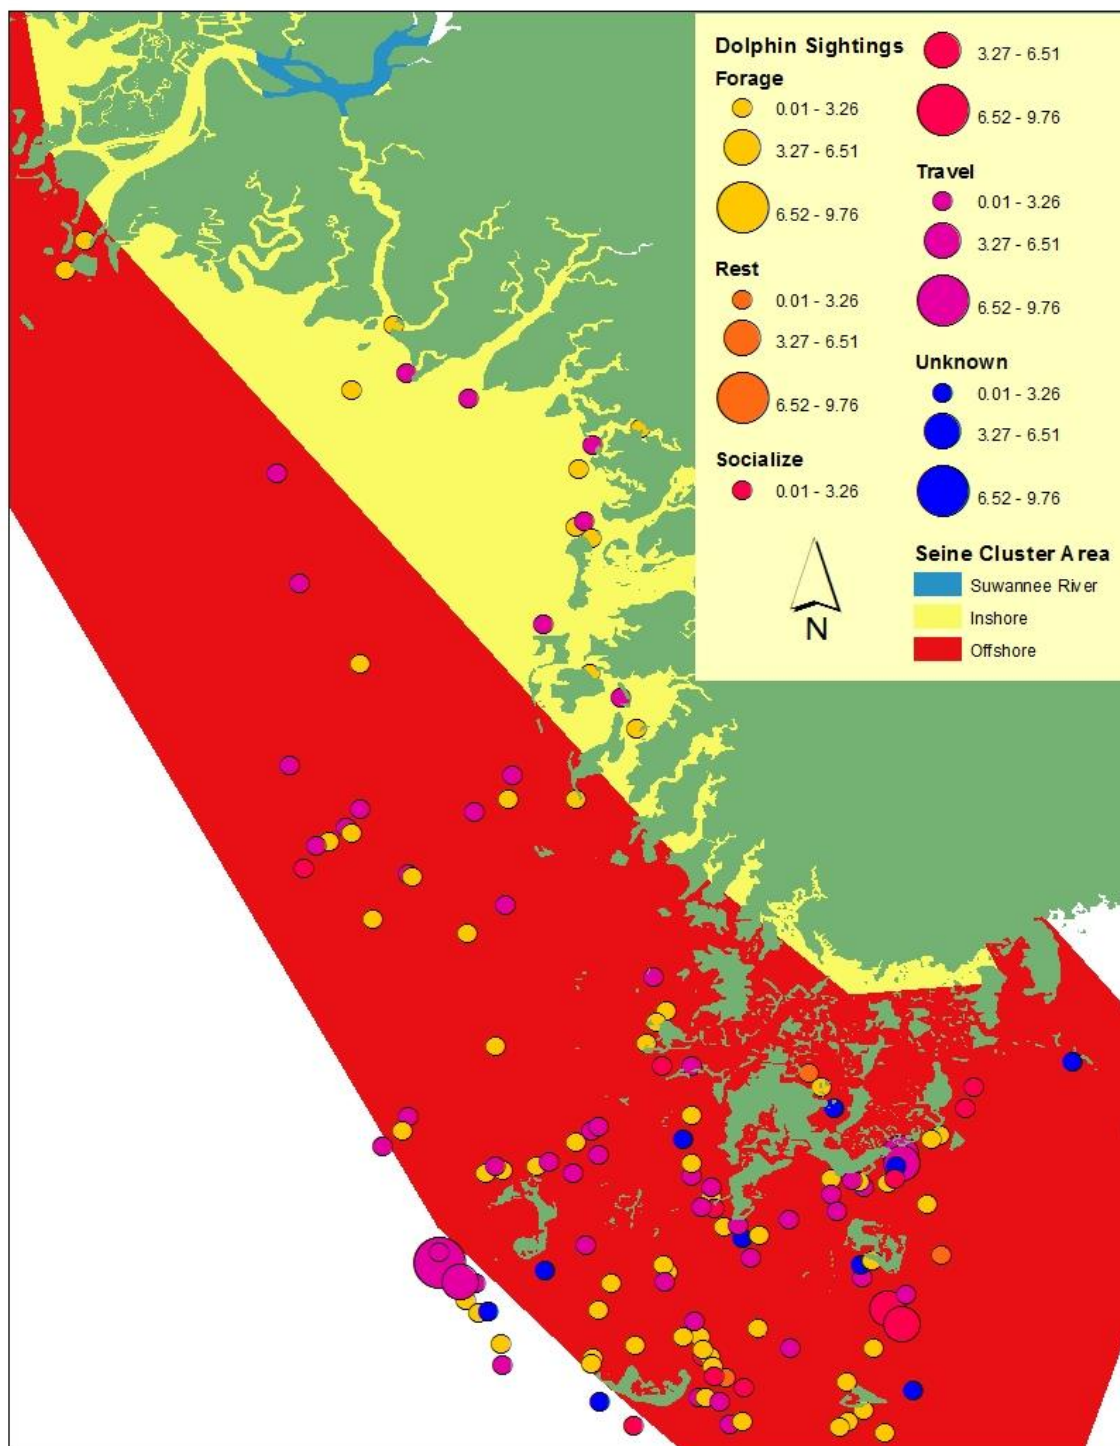 Dolphin Sightings
Forage
0.01 - 3.26
3.27 - 6.51
6.52 - 9.76
Rest
0.01 - 3.26
3.27 - 6.51
6.52 - 9.76
Socialize
0.01 - 3.26
3.27 - 6.51
6.52 - 9.76
Travel
0.01 - 3.26
3.27 - 6.51
6.52 - 9.76
Unknown
0.01 - 3.26
3.27 - 6.51
6.52 - 9.76
Seine Cluster Area
Suwannee River
Inshore
Offshore
N